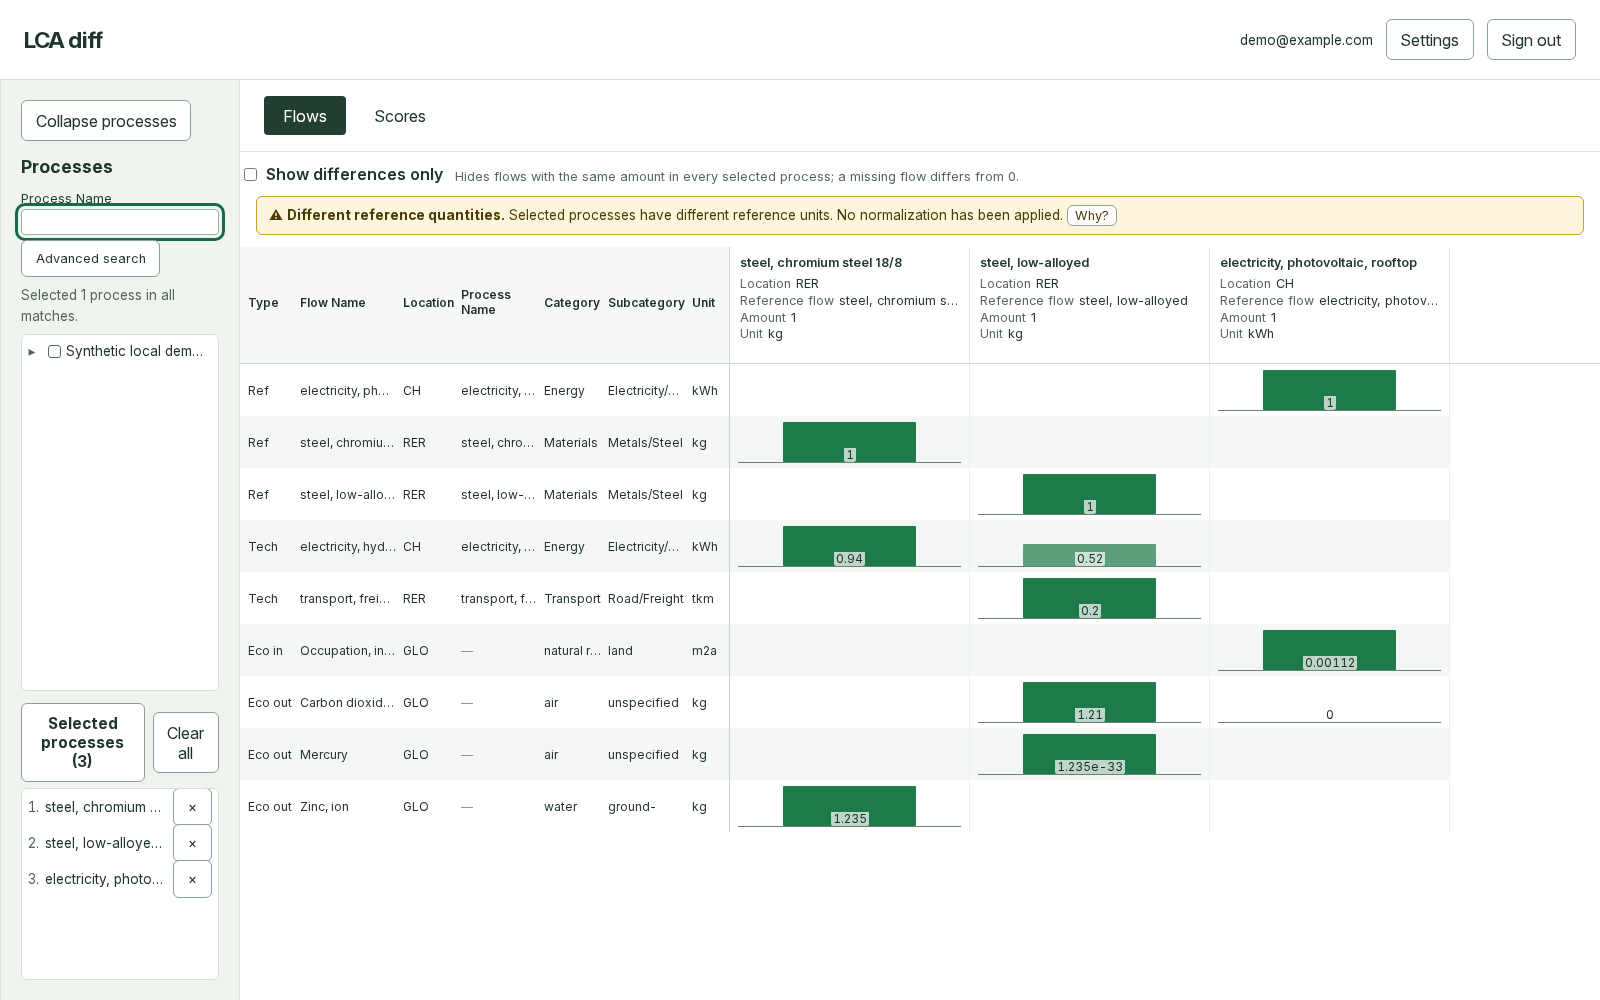 LCA diff
demo@example.com Settings Sign out
Collapse processes
Processes
Process Name
Advanced search
Selected 1 process in all
matches.
▸ Synthetic local dem…
Selected
processes
(3)
Clear
all
1. steel, chromium … ×
2. steel, low-alloye… ×
3. electricity, photo… ×
Flows Scores
Show differences only Hides flows with the same amount in every selected process; a missing flow differs from 0.
⚠ Different reference quantities. Selected processes have different reference units. No normalization has been applied. Why?
Type Flow Name Location Process Name Category Subcategory Unit
steel, chromium steel 18/8
Location RER
Reference flow steel, chromium s…
Amount 1
Unit kg
steel, low-alloyed
Location RER
Reference flow steel, low-alloyed
Amount 1
Unit kg
electricity, photovoltaic, rooftop
Location CH
Reference flow electricity, photov…
Amount 1
Unit kWh
Ref electricity, ph… CH electricity, … Energy Electricity/… kWh 1
Ref steel, chromiu… RER steel, chro… Materials Metals/Steel kg 1
Ref steel, low-allo… RER steel, low-… Materials Metals/Steel kg 1
Tech electricity, hyd… CH electricity, … Energy Electricity/… kWh 0.94 0.52
Tech transport, frei… RER transport, f… Transport Road/Freight tkm 0.2
Eco in Occupation, in… GLO — natural r… land m2a 0.00112
Eco out Carbon dioxid… GLO — air unspecified kg 1.21 0
Eco out Mercury GLO — air unspecified kg 1.235e-33
Eco out Zinc, ion GLO — water ground- kg 1.235